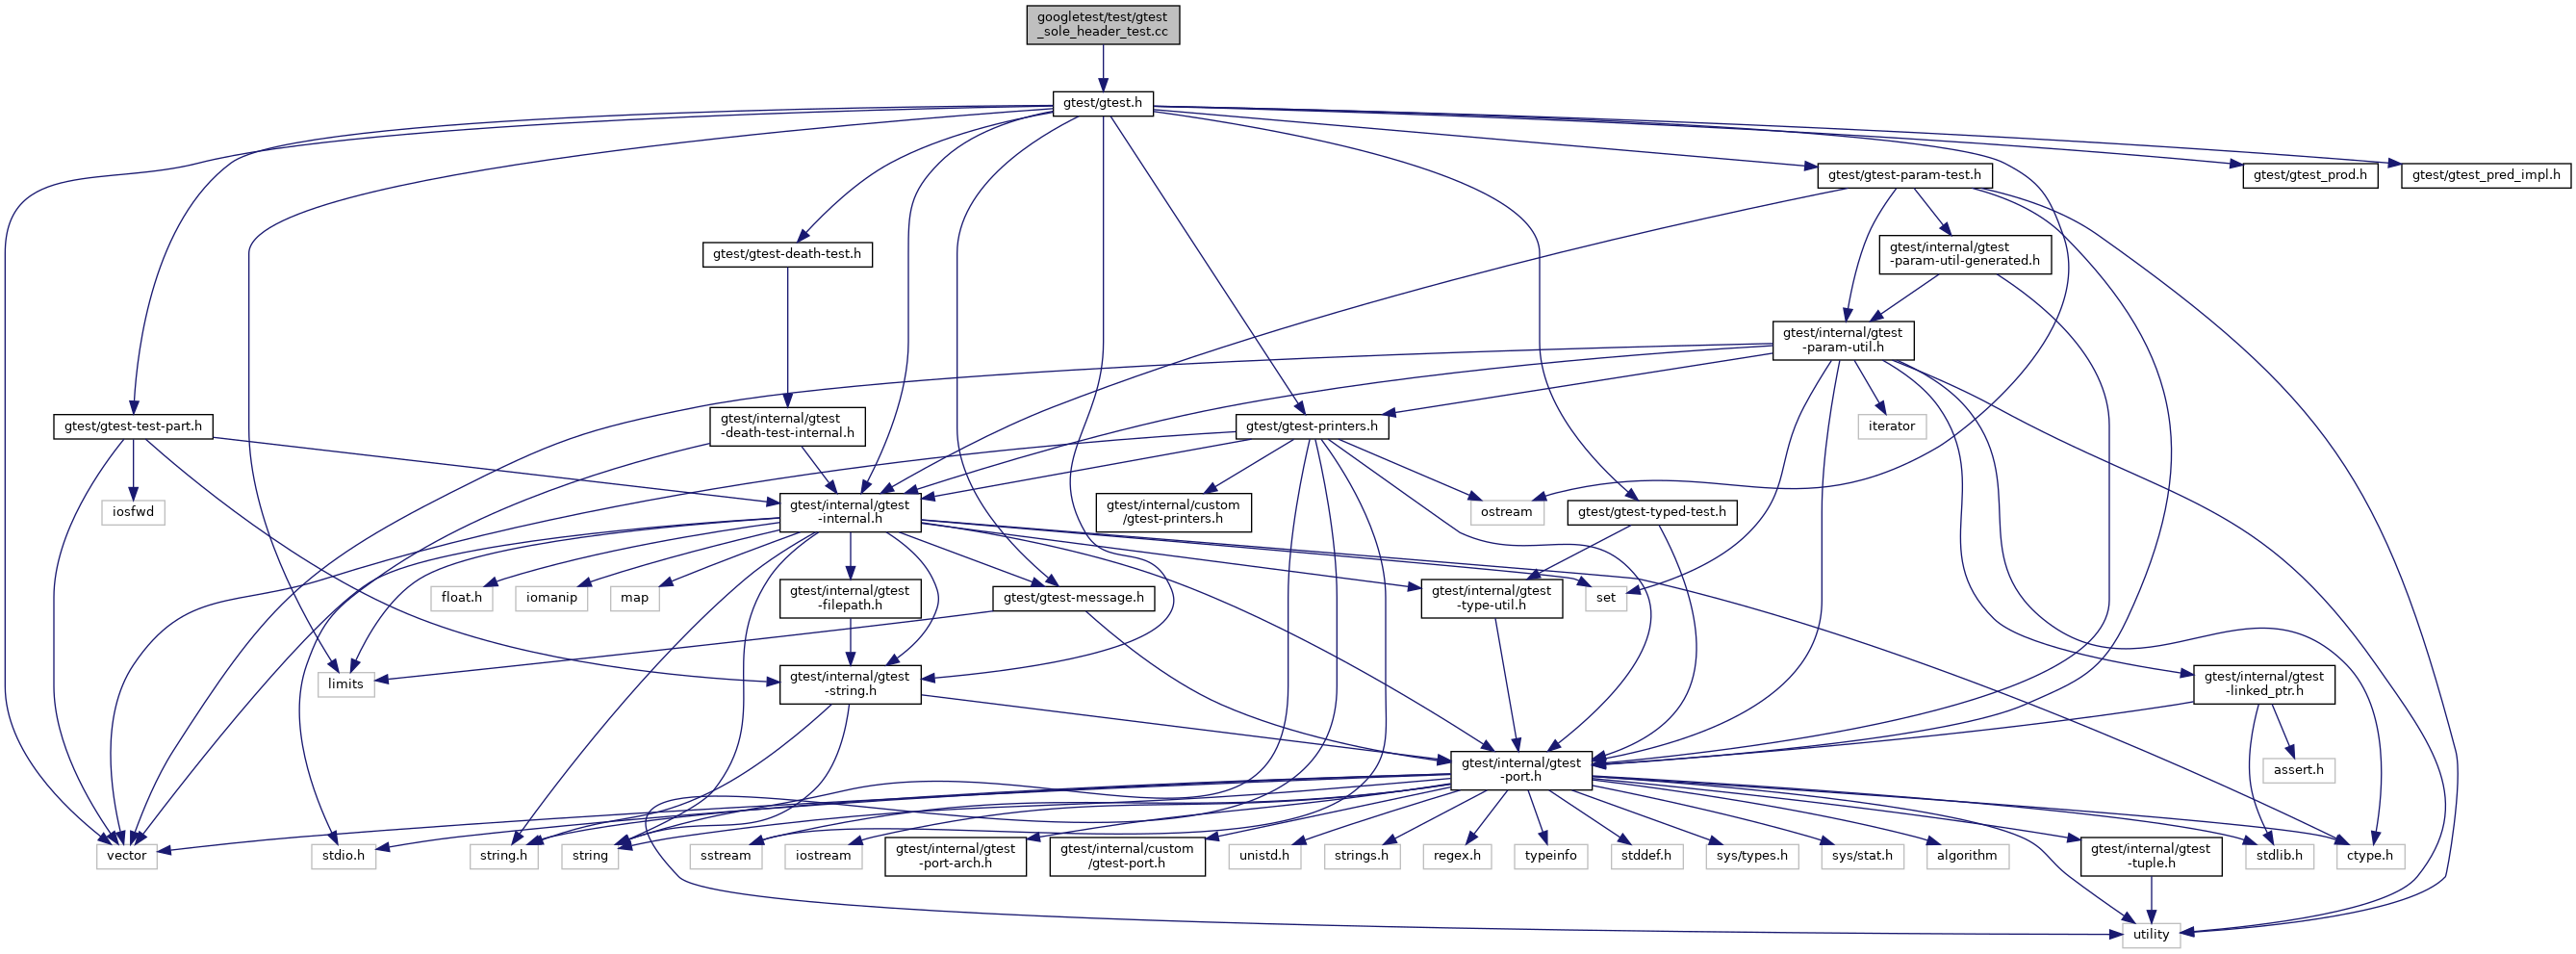 googletest/test/gtest
_sole_header_test.cc
gtest/gtest.h
gtest/gtest-param-test.h
gtest/gtest_prod.h
gtest/gtest_pred_impl.h
gtest/gtest-death-test.h
gtest/internal/gtest
-param-util-generated.h
gtest/internal/gtest
-param-util.h
gtest/gtest-test-part.h
gtest/internal/gtest
-death-test-internal.h
gtest/gtest-printers.h
iterator
iosfwd
gtest/internal/gtest
-internal.h
gtest/internal/custom
/gtest-printers.h
ostream
gtest/gtest-typed-test.h
float.h
iomanip
map
gtest/internal/gtest
-filepath.h
gtest/gtest-message.h
gtest/internal/gtest
-type-util.h
set
limits
gtest/internal/gtest
-string.h
gtest/internal/gtest
-linked_ptr.h
gtest/internal/gtest
-port.h
assert.h
vector
stdio.h
string.h
string
sstream
iostream
gtest/internal/gtest
-port-arch.h
gtest/internal/custom
/gtest-port.h
unistd.h
strings.h
regex.h
typeinfo
stddef.h
sys/types.h
sys/stat.h
algorithm
gtest/internal/gtest
-tuple.h
stdlib.h
ctype.h
utility